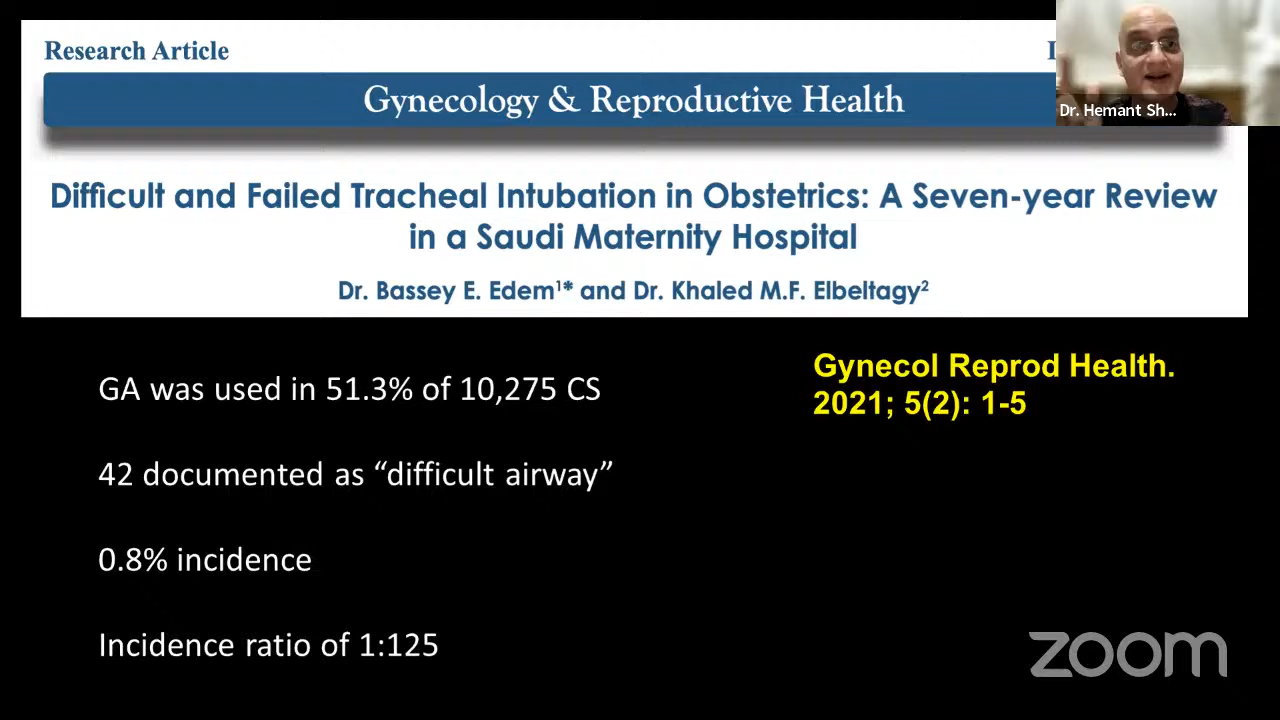 Research Article
Gynecology & Reproductive Health
Dr. Hemant Sh...
Difficult and Failed Tracheal Intubation in Obstetrics: A Seven-year Review
in a Saudi Maternity Hospital
Dr. Bassey E. Edem¹* and Dr. Khaled M.F. Elbeltagy²
GA was used in 51.3% of 10,275 CS
42 documented as “difficult airway”
0.8% incidence
Incidence ratio of 1:125
Gynecol Reprod Health.
2021; 5(2): 1-5
zoom